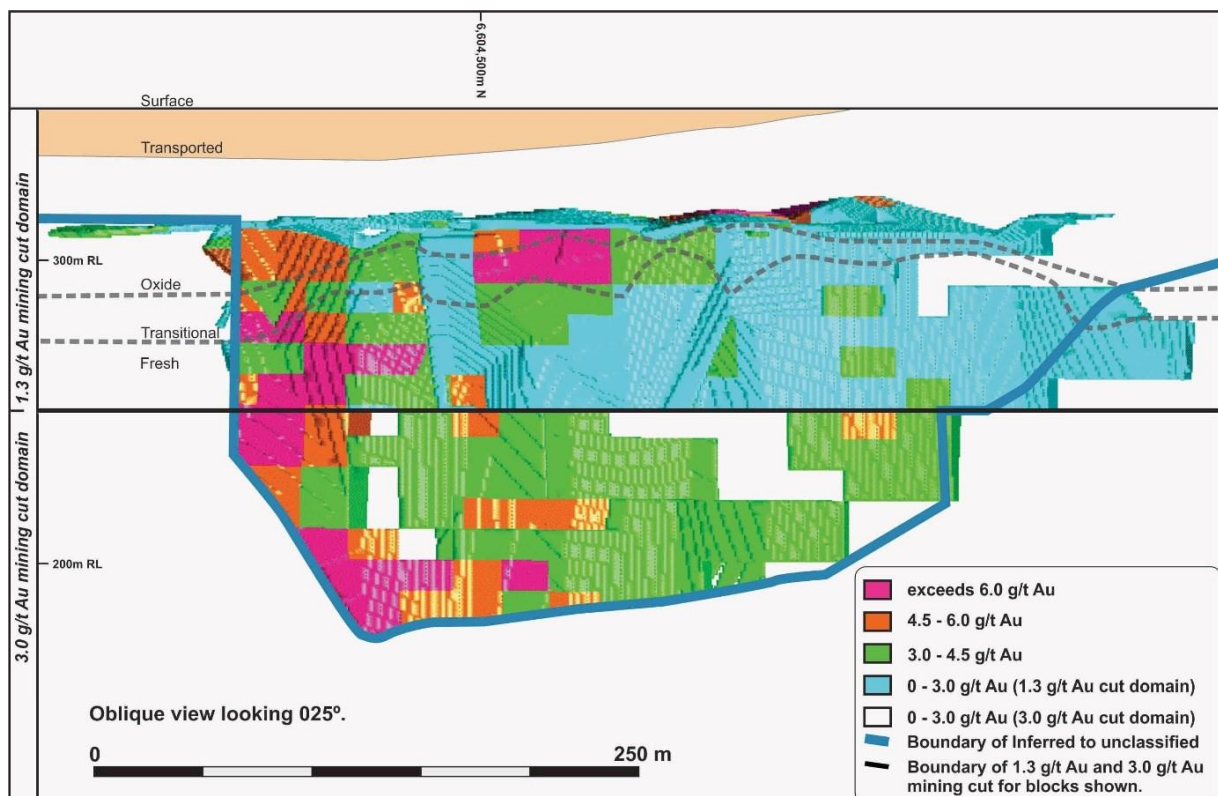 6,604,500m N
Surface
Transported
1.3 g/t Au mining cut domain
300m RL
Oxide
Transitional
Fresh
3.0 g/t Au mining cut domain
200m RL
exceeds 6.0 g/t Au
4.5 - 6.0 g/t Au
3.0 - 4.5 g/t Au
0 - 3.0 g/t Au (1.3 g/t Au cut domain)
0 - 3.0 g/t Au (3.0 g/t Au cut domain)
Boundary of Inferred to unclassified
Boundary of 1.3 g/t Au and 3.0 g/t Au
mining cut for blocks shown.
Oblique view looking 025º.
0
250 m